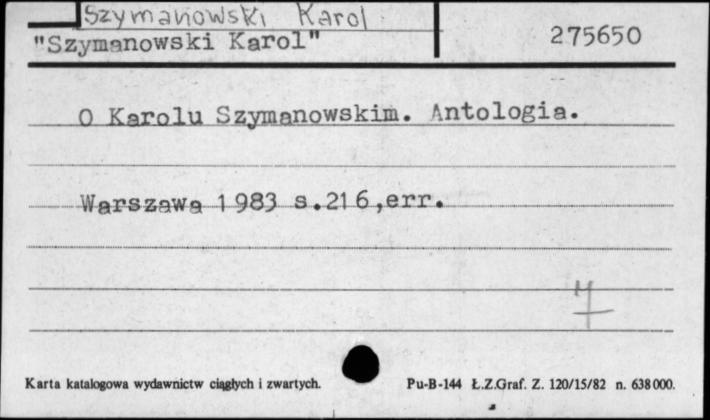 Szymanowski Karol
"Szymanowski Karol"
275650
O Karolu Szymanowskim. Antologia.
Warszawa 1983 s.216,err.
Karta katalogowa wydawnictw ciągłych i zwartych.
Pu-B-144 Ł.Z.Graf. Z. 120/15/82 n. 638000.